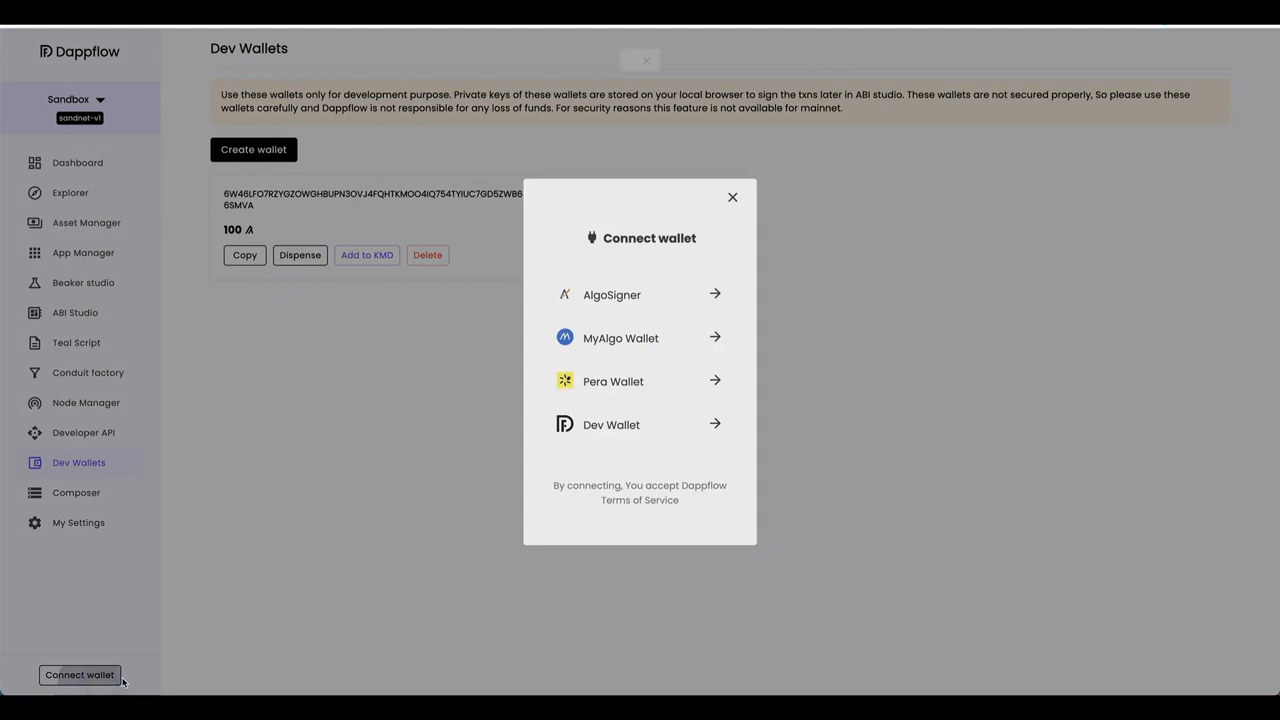 Dappflow
Sandbox
sandnet-v1
Dashboard
Explorer
Asset Manager
App Manager
Beaker studio
ABI Studio
Teal Script
Conduit factory
Node Manager
Developer API
Dev Wallets
Composer
My Settings
Connect wallet
Dev Wallets
Use these wallets only for development purpose. Private keys of these wallets are stored on your local browser to sign the txns later in ABI studio. These wallets are not secured properly, So please use these
wallets carefully and Dappflow is not responsible for any loss of funds. For security reasons this feature is not available for mainnet.
Create wallet
6W46LFO7RZYGZOWGHBUPN3OVJ4FQHTKMOO4IQ754TYIUC7GD5ZWB6
6SMVA
100
Copy Dispense Add to KMD Delete
Connect wallet
AlgoSigner
MyAlgo Wallet
Pera Wallet
Dev Wallet
By connecting, You accept Dappflow
Terms of Service